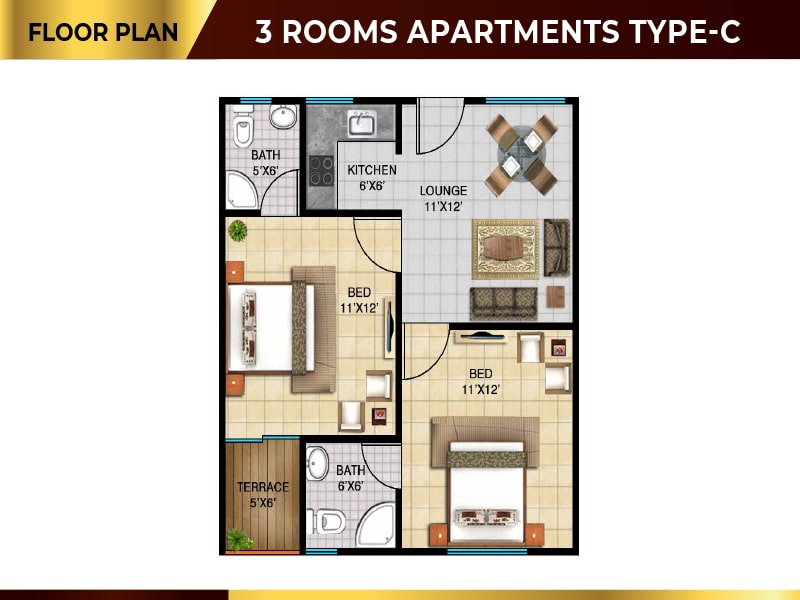 FLOOR PLAN
3 ROOMS APARTMENTS TYPE-C
BATH
5'X6'
KITCHEN
6'X6'
LOUNGE
11'X12'
BED
11'X12'
BED
11'X12'
BATH
6'X6'
TERRACE
5'X6'